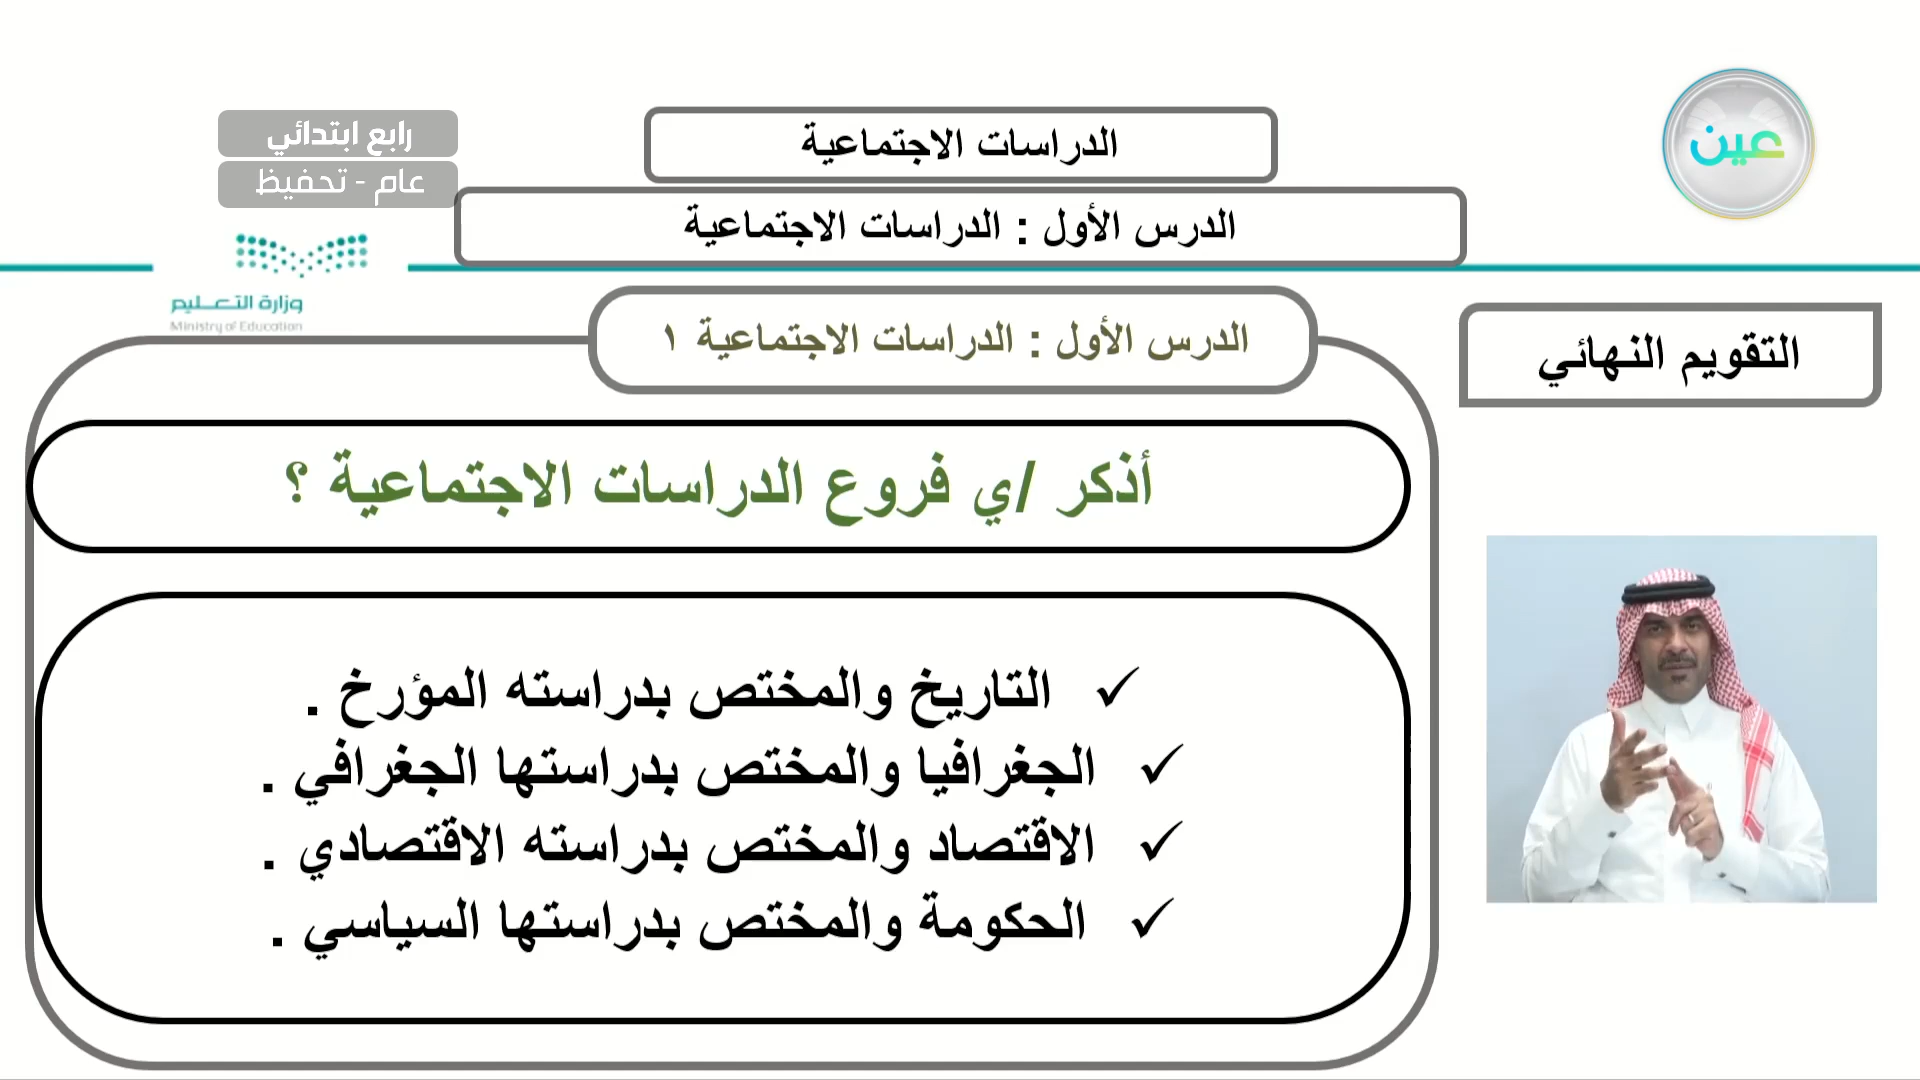 عين
الدراسات الاجتماعية
رابع ابتدائي
عام - تحفيظ
الدرس الأول : الدراسات الاجتماعية
وزارة التعليم
Ministry of Education
الدرس الأول : الدراسات الاجتماعية ١
التقويم النهائي
أذكر /ي فروع الدراسات الاجتماعية ؟
✓ التاريخ والمختص بدراسته المؤرخ .
✓ الجغرافيا والمختص بدراستها الجغرافي .
✓ الاقتصاد والمختص بدراسته الاقتصادي .
✓ الحكومة والمختص بدراستها السياسي .